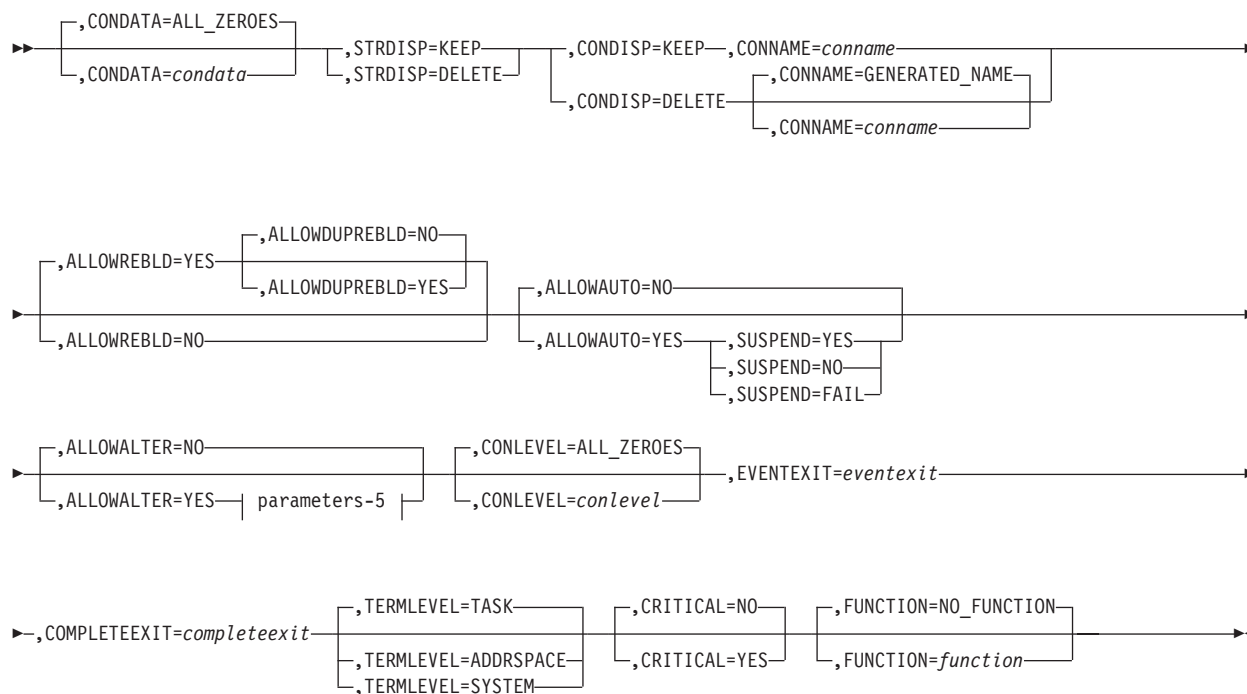 ,CONDATA=ALL_ZEROES
,CONDATA=condata
,STRDISP=KEEP
,STRDISP=DELETE
,CONDISP=KEEP
,CONNAME=conname
,CONDISP=DELETE
,CONNAME=GENERATED_NAME
,CONNAME=conname
,ALLOWREBLD=YES
,ALLOWDUPREBLD=NO
,ALLOWDUPREBLD=YES
,ALLOWREBLD=NO
,ALLOWAUTO=NO
,ALLOWAUTO=YES
,SUSPEND=YES
,SUSPEND=NO
,SUSPEND=FAIL
,ALLOWALTER=NO
,ALLOWALTER=YES
parameters-5
,CONLEVEL=ALL_ZEROES
,CONLEVEL=conlevel
,EVENTEXIT=eventexit
,COMPLETEEXIT=completeexit
,TERMLEVEL=TASK
,TERMLEVEL=ADDRSPACE
,TERMLEVEL=SYSTEM
,CRITICAL=NO
,CRITICAL=YES
,FUNCTION=NO_FUNCTION
,FUNCTION=function